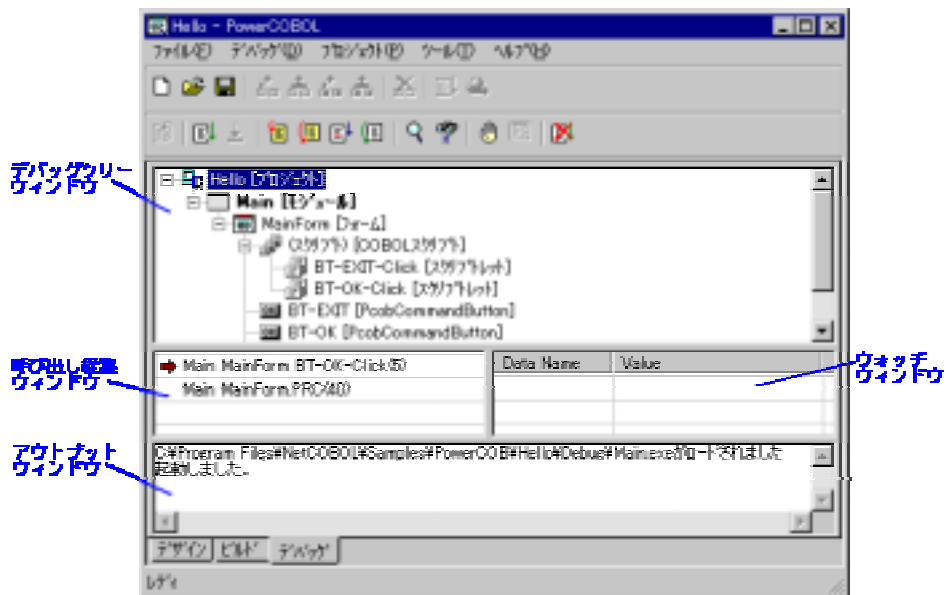 Hello - PowerCOBOL
ファイル(F) デバッグ(D) プロジェクト(P) ツール(T) ヘルプ(H)
デバッグツリー
ウィンドウ
Hello [プロジェクト]
Main [モジュール]
MainForm [フォーム]
(スクリプト) [COBOLスクリプト]
BT-EXIT-Click [スクリプトレット]
BT-OK-Click [スクリプトレット]
BT-EXIT [PcobCommandButton]
BT-OK [PcobCommandButton]
呼び出し経路
ウィンドウ
Main MainForm BT-OK-Click(5)
Main MainForm.PRC(40)
Data Name Value
ウォッチ
ウィンドウ
アウトプット
ウィンドウ
C:¥Program Files¥NetCOBOL¥Samples¥PowerCOB¥Hello¥Debug¥Main.exeがロードされました
起動しました。
デザイン ビルド デバッグ
レディ